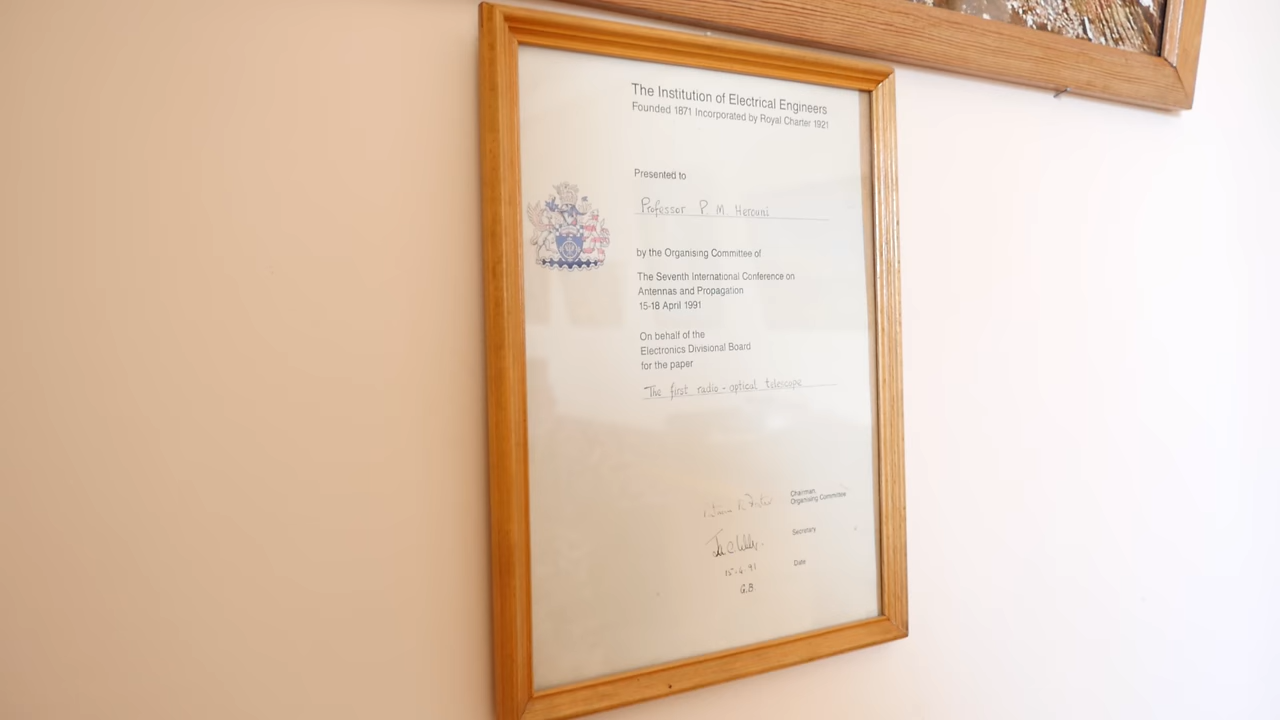 The Institution of Electrical Engineers
Founded 1871 Incorporated by Royal Charter 1921
Presented to
Professor P. M. Herouni
by the Organising Committee of
The Seventh International Conference on
Antennas and Propagation
15-18 April 1991
On behalf of the
Electronics Divisional Board
for the paper
The first radio-optical telescope
Chairman,
Organising Committee
Secretary
15·4·91 Date
G.B